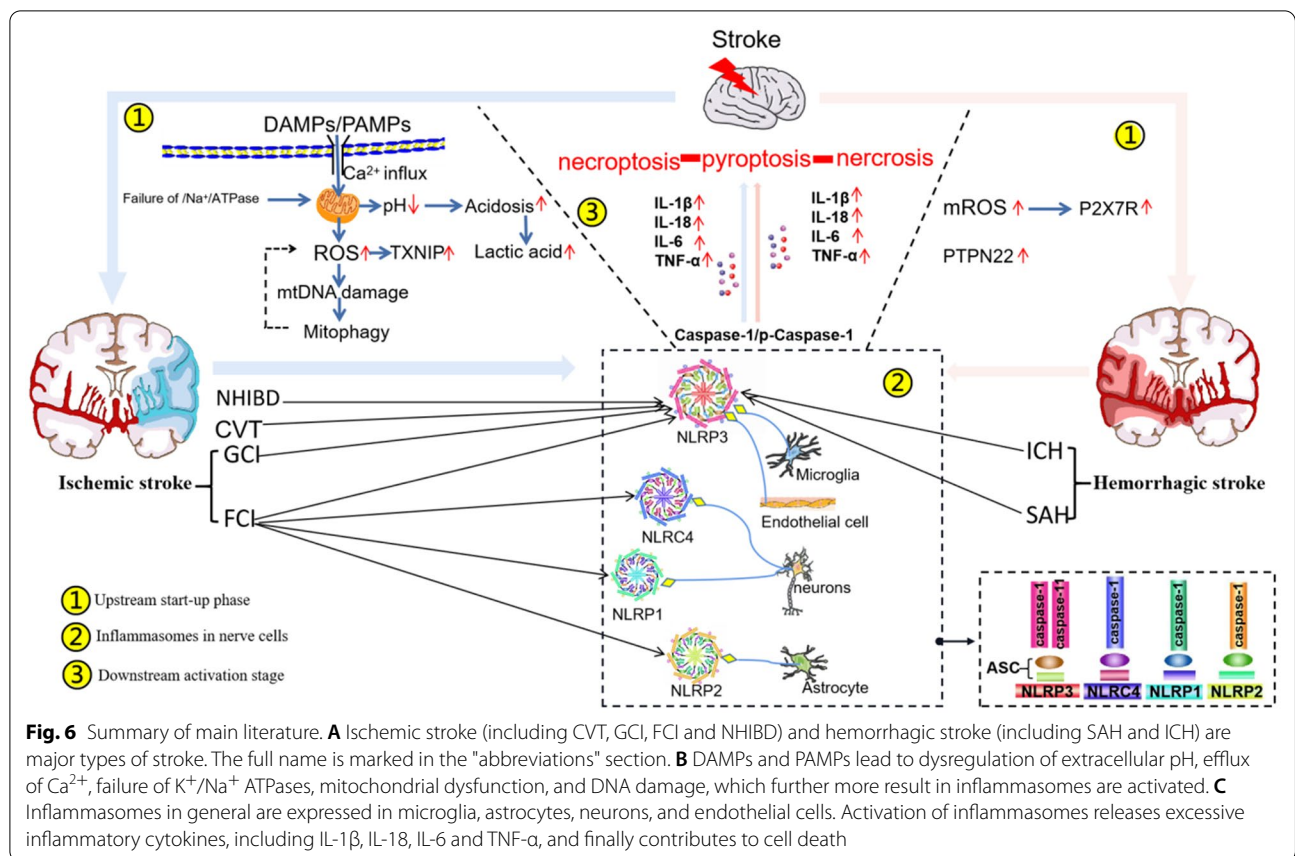 Stroke
1
1
DAMPs/PAMPs
Ca²⁺ influx
Failure of /Na⁺/ATPase
pH↓
Acidosis↑
ROS↑
TXNIP↑
Lactic acid↑
mtDNA damage
Mitophagy
necroptosis
pyroptosis
nercrosis
3
IL-1β↑
IL-18↑
IL-6↑
TNF-α↑
IL-1β↑
IL-18↑
IL-6↑
TNF-α↑
mROS↑
P2X7R↑
PTPN22↑
Caspase-1/p-Caspase-1
2
NHIBD
CVT
GCI
Ischemic stroke
FCI
NLRP3
Microglia
Endothelial cell
NLRC4
neurons
NLRP1
NLRP2
Astrocyte
ICH
Hemorrhagic stroke
SAH
1 Upstream start-up phase
2 Inflammasomes in nerve cells
3 Downstream activation stage
caspase-1
caspase-11
caspase-1
caspase-1
caspase-1
ASC
NLRP3 NLRC4 NLRP1 NLRP2
Fig. 6 Summary of main literature. A Ischemic stroke (including CVT, GCI, FCI and NHIBD) and hemorrhagic stroke (including SAH and ICH) are
major types of stroke. The full name is marked in the "abbreviations" section. B DAMPs and PAMPs lead to dysregulation of extracellular pH, efflux
of Ca²⁺, failure of K⁺/Na⁺ ATPases, mitochondrial dysfunction, and DNA damage, which further more result in inflammasomes are activated. C
Inflammasomes in general are expressed in microglia, astrocytes, neurons, and endothelial cells. Activation of inflammasomes releases excessive
inflammatory cytokines, including IL-1β, IL-18, IL-6 and TNF-α, and finally contributes to cell death